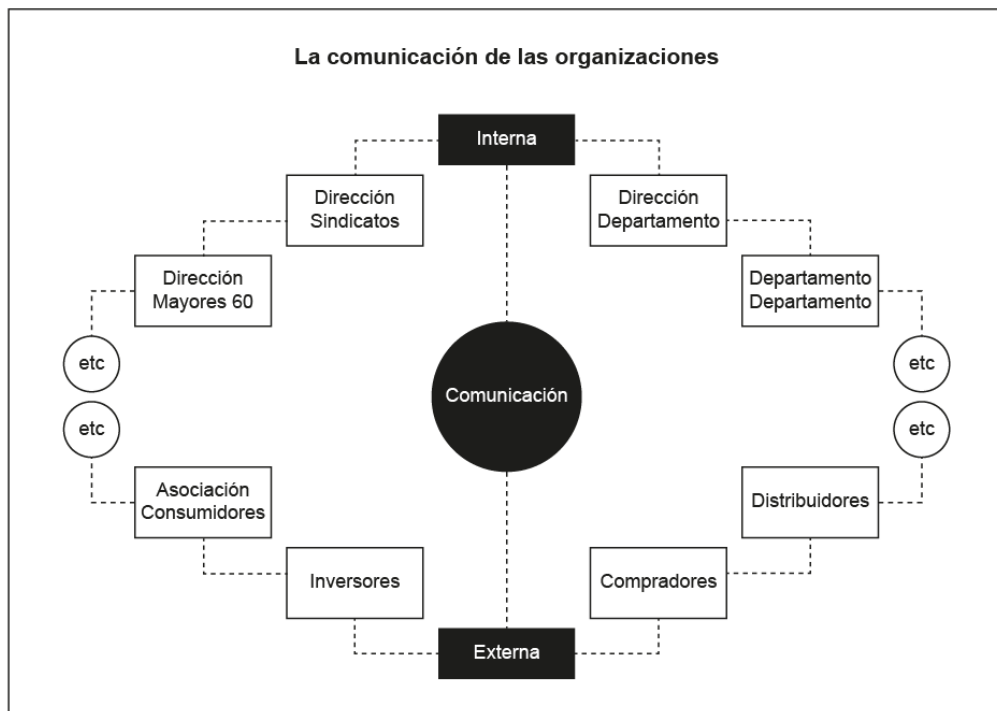 La comunicación de las organizaciones
Interna
Dirección
Sindicatos
Dirección
Departamento
Dirección
Mayores 60
Departamento
Departamento
etc
etc
Comunicación
etc
etc
Asociación
Consumidores
Distribuidores
Inversores
Compradores
Externa